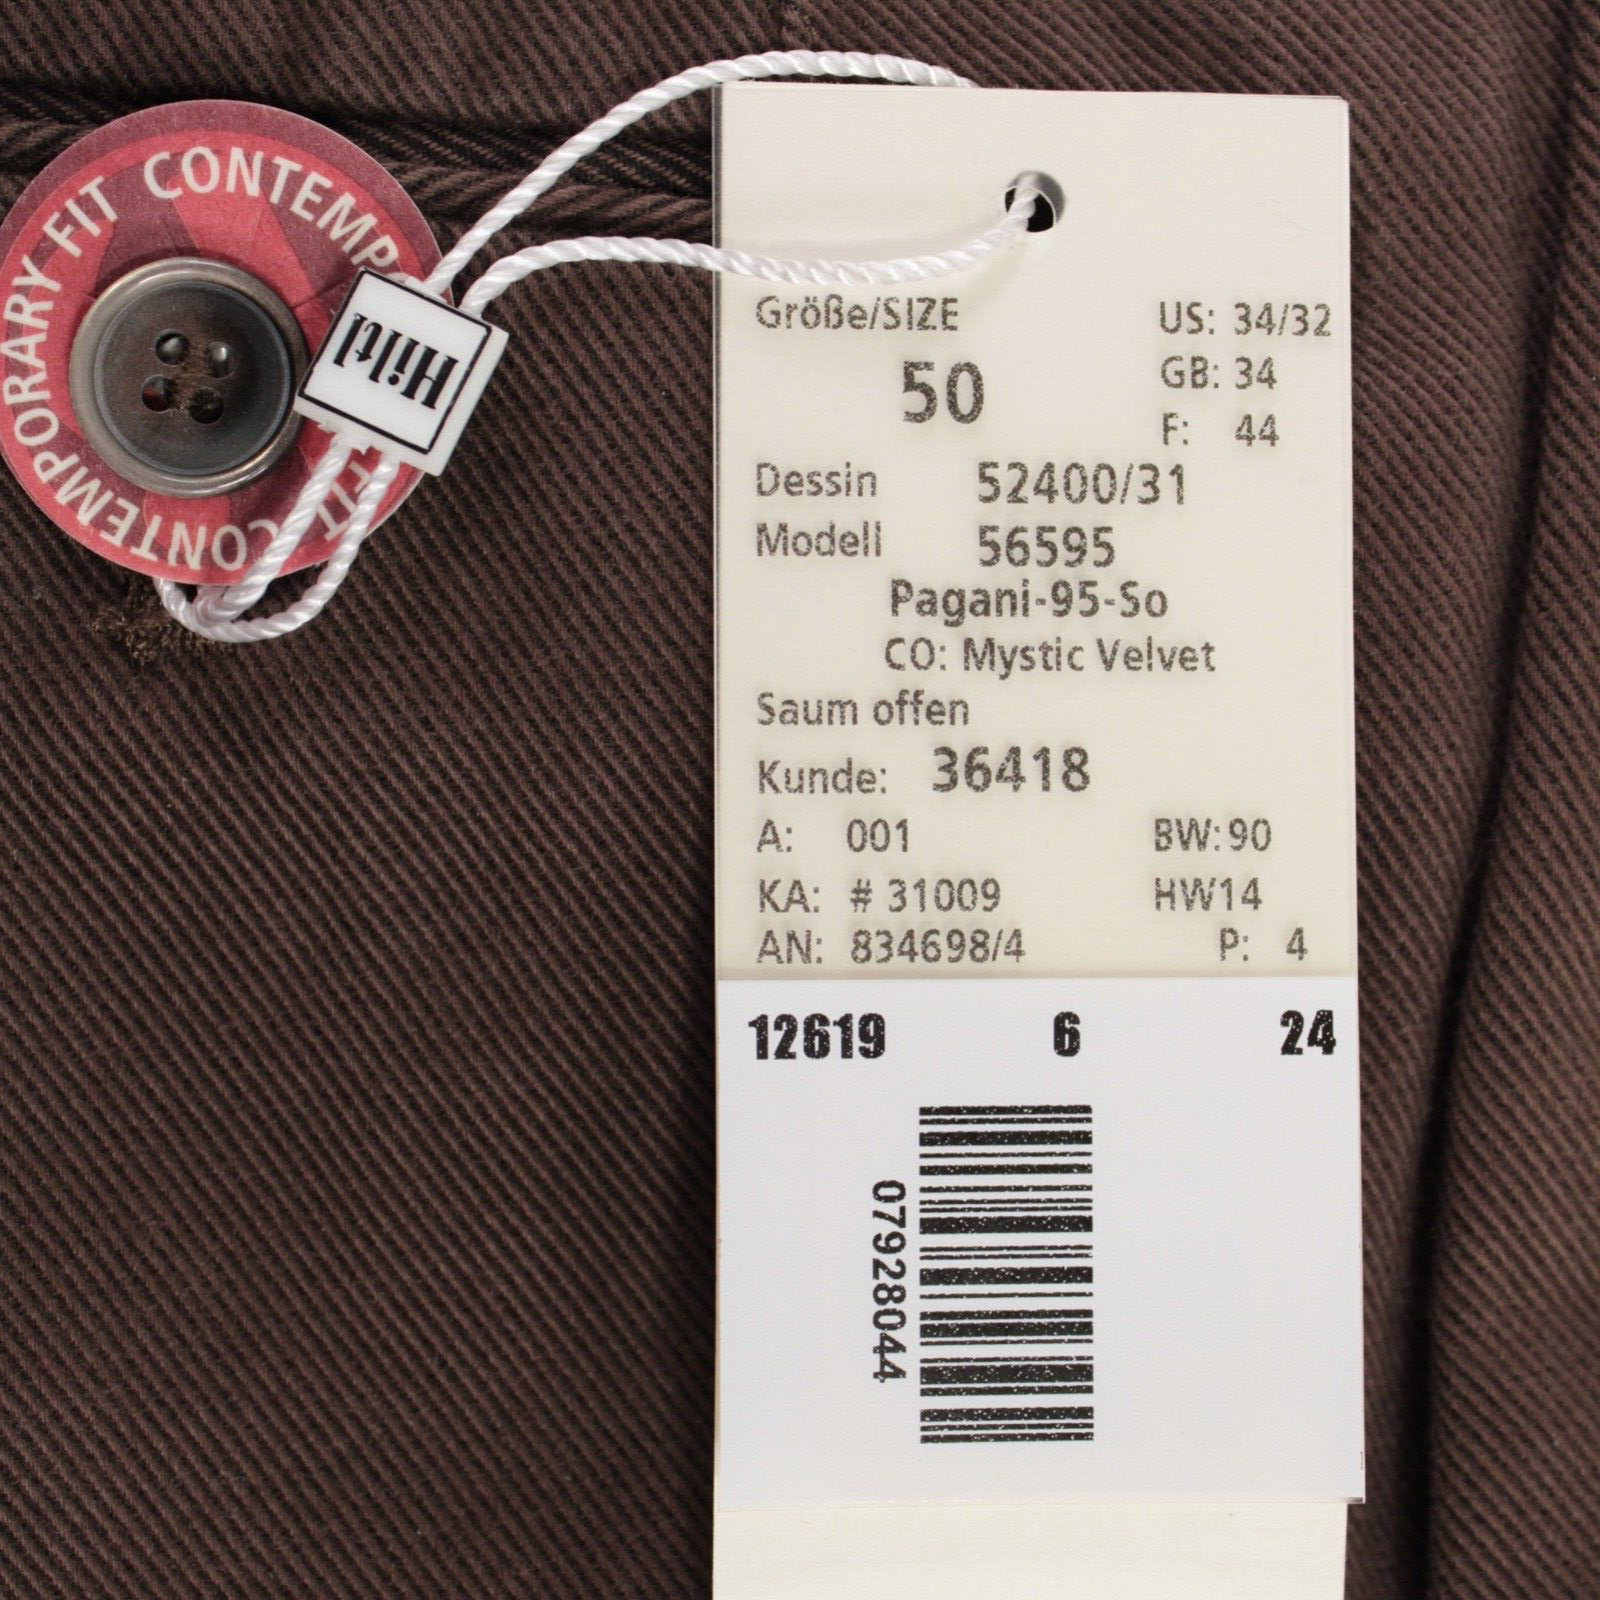 CONTEMPORARY FIT CONTEMPORARY FIT
Hiltl
Größe/SIZE
50
US: 34/32
GB: 34
F: 44
Dessin 52400/31
Modell 56595
Pagani-95-So
CO: Mystic Velvet
Saum offen
Kunde: 36418
A: 001 BW: 90
KA: # 31009 HW14
AN: 834698/4 P: 4
12619 6 24
07928044